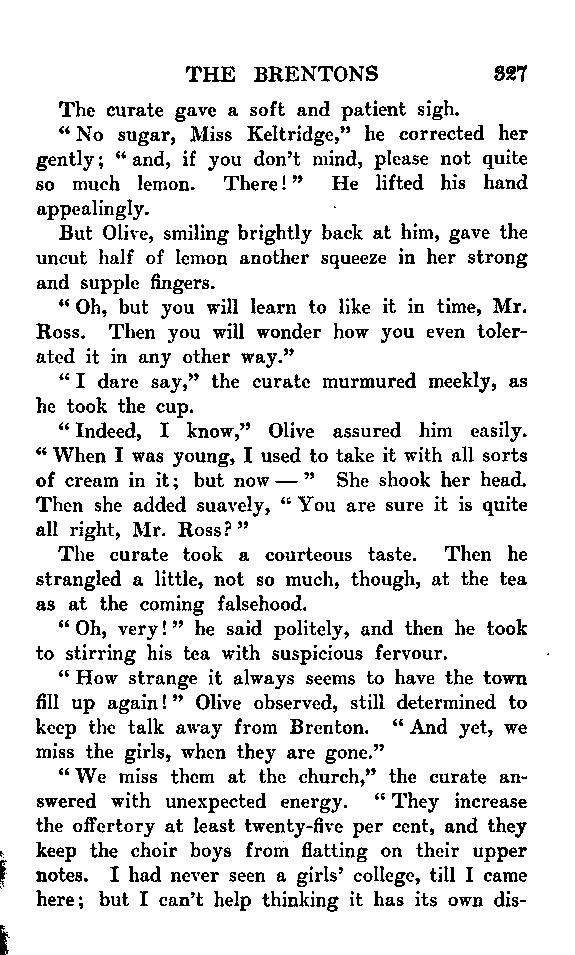 THE BRENTONS 327
The curate gave a soft and patient sigh.
" No sugar, Miss Keltridge," he corrected her
gently; " and, if you don't mind, please not quite
so much lemon. There! " He lifted his hand
appealingly.
But Olive, smiling brightly back at him, gave the
uncut half of lemon another squeeze in her strong
and supple fingers.
" Oh, but you will learn to like it in time, Mr.
Ross. Then you will wonder how you even toler-
ated it in any other way."
" I dare say," the curate murmured meekly, as
he took the cup.
" Indeed, I know," Olive assured him easily.
" When I was young, I used to take it with all sorts
of cream in it; but now — " She shook her head.
Then she added suavely, " You are sure it is quite
all right, Mr. Ross? "
The curate took a courteous taste. Then he
strangled a little, not so much, though, at the tea
as at the coming falsehood.
" Oh, very! " he said politely, and then he took
to stirring his tea with suspicious fervour.
" How strange it always seems to have the town
fill up again! " Olive observed, still determined to
keep the talk away from Brenton. " And yet, we
miss the girls, when they are gone."
" We miss them at the church," the curate an-
swered with unexpected energy. " They increase
the offertory at least twenty-five per cent, and they
keep the choir boys from flatting on their upper
notes. I had never seen a girls' college, till I came
here; but I can't help thinking it has its own dis-